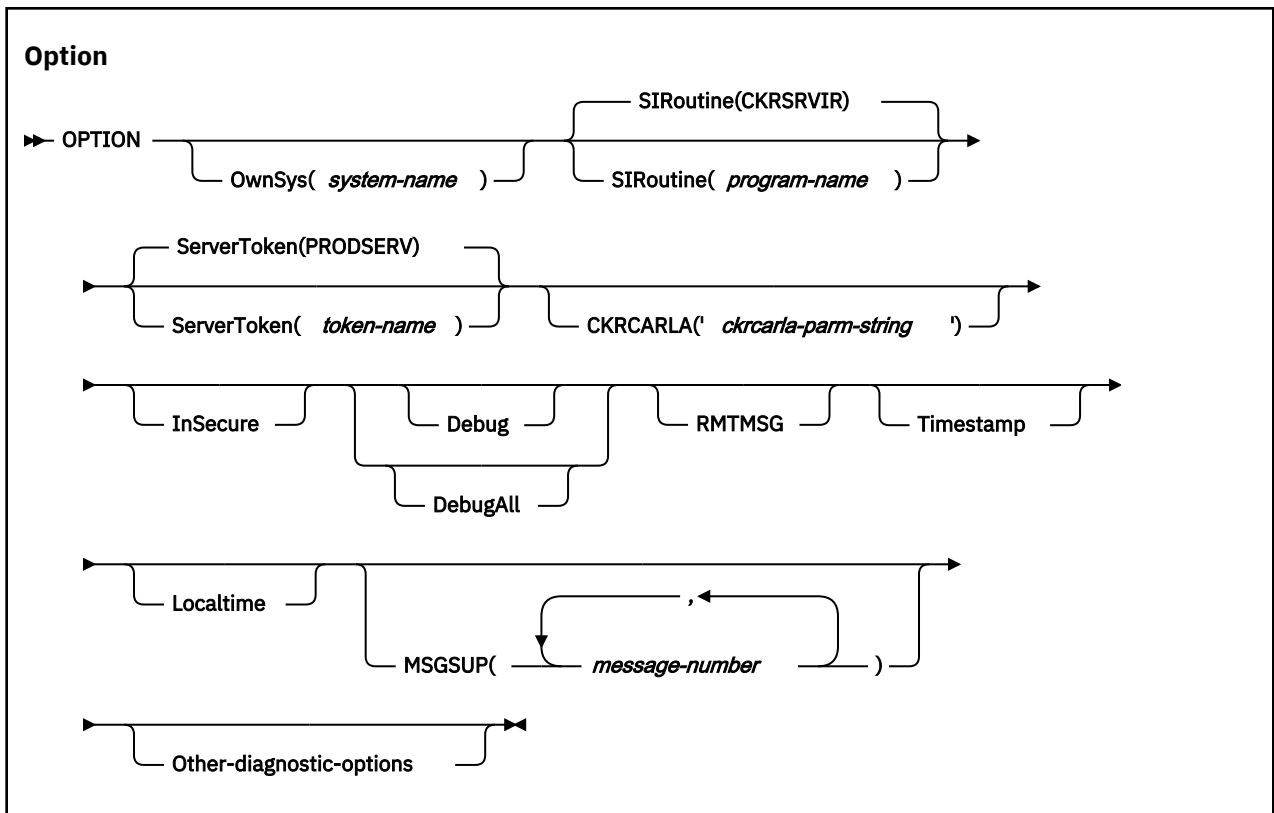 Option
SIRoutine(CKRSRVIR)
OPTION
OwnSys( system-name )
SIRoutine( program-name )
ServerToken(PRODSERV)
ServerToken( token-name )
CKRCARLA(' ckrcarla-parm-string ')
InSecure
Debug
RMTMSG
Timestamp
DebugAll
Localtime
,
MSGSUP( message-number )
Other-diagnostic-options